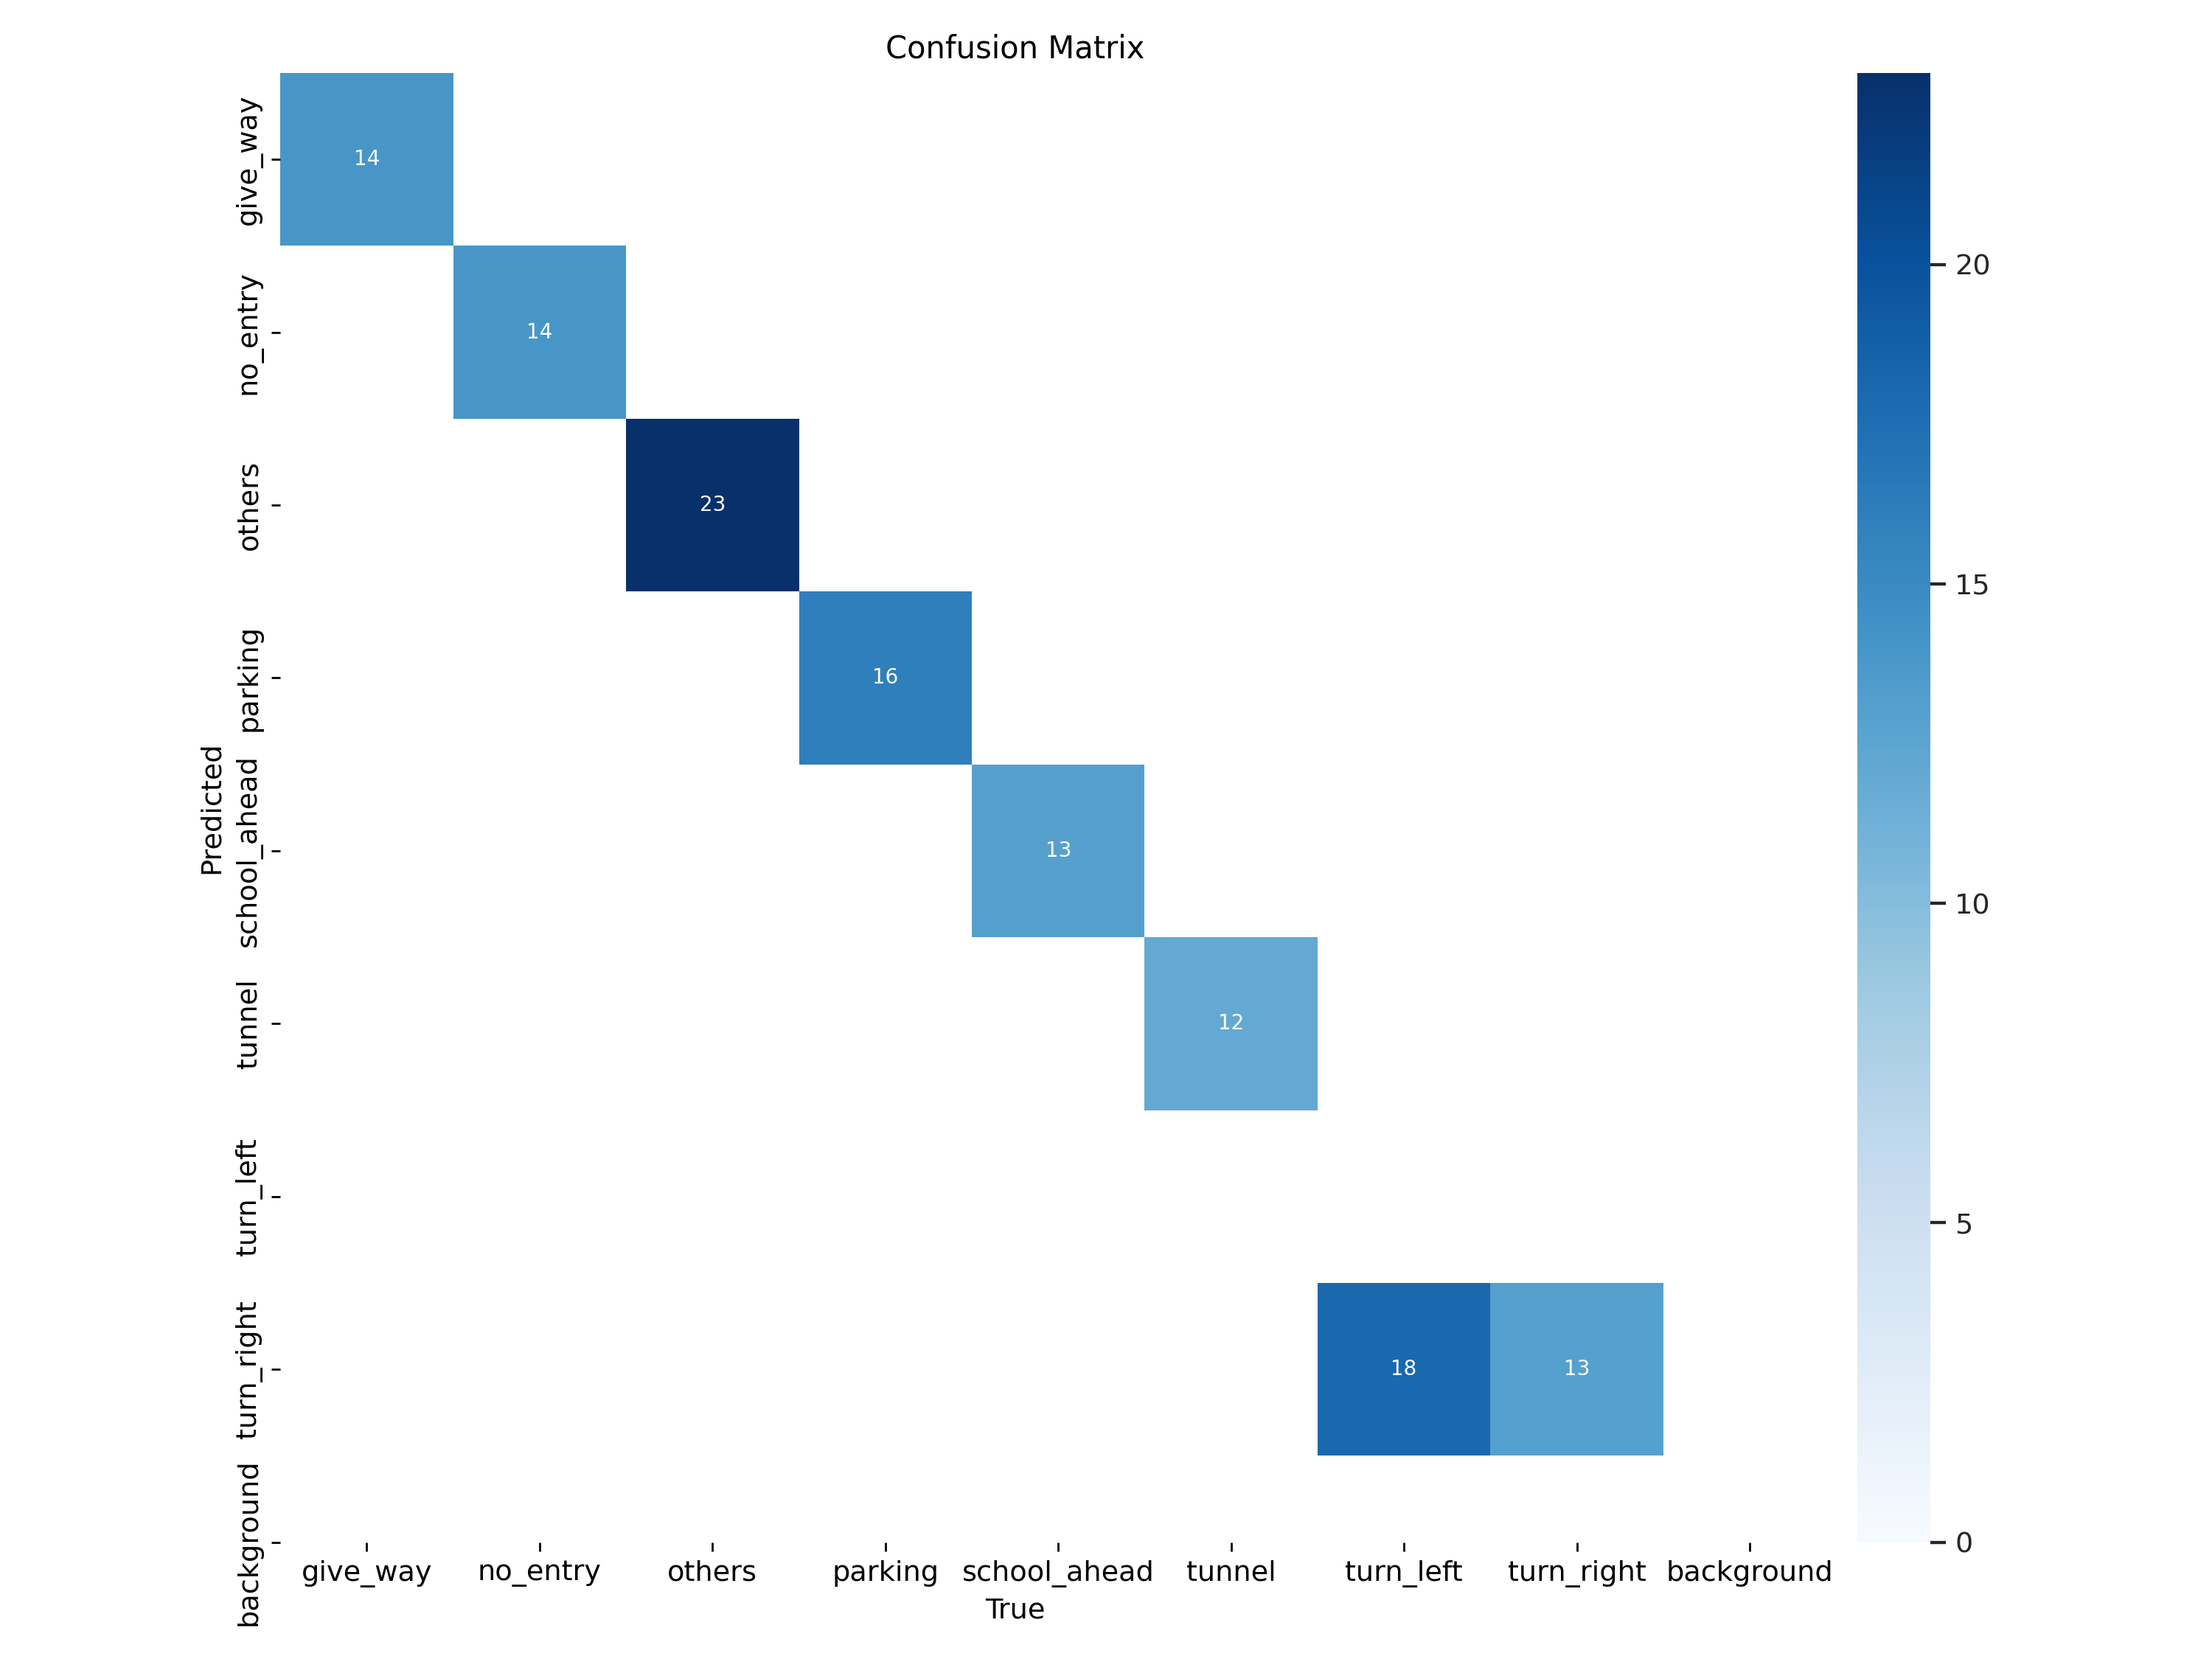 Confusion Matrix
give_way
no_entry
others
parking
school_ahead
tunnel
turn_left
turn_right
background
Predicted
14
14
23
16
13
12
18 13
give_way no_entry others parking school_ahead tunnel turn_left turn_right background
True
20
15
10
5
0